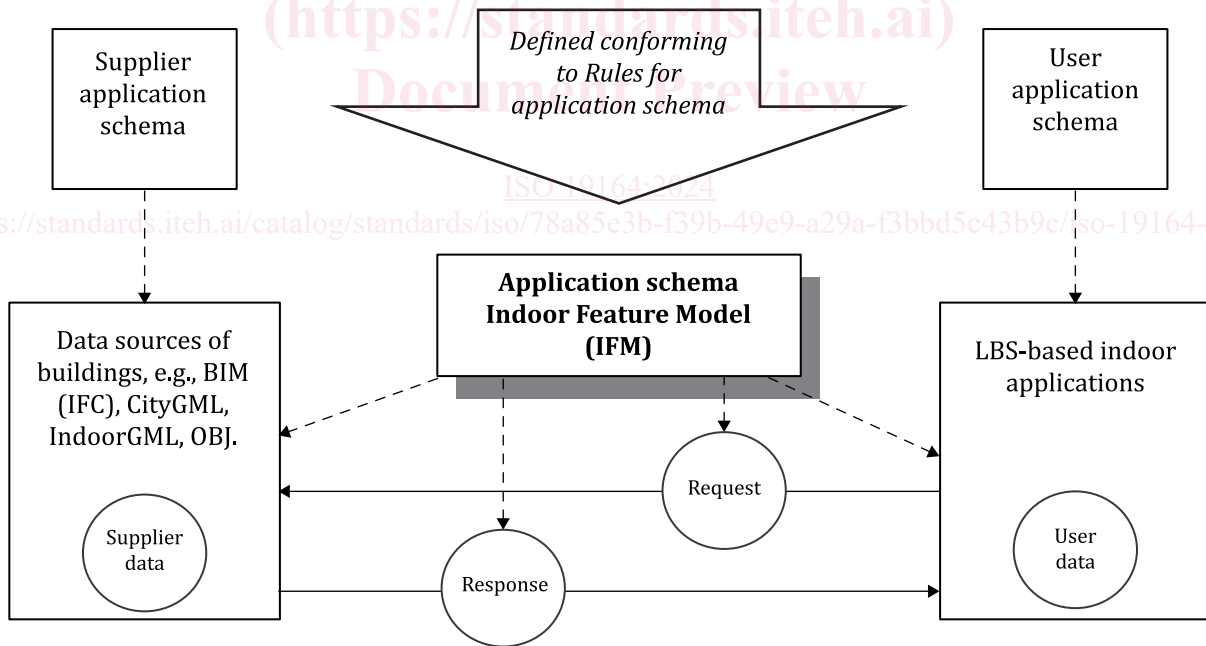 (https://standards.iteh.ai)
Document Preview
ISO 19164:2024
s://standards.iteh.ai/catalog/standards/iso/78a85e3b-f39b-49e9-a29a-f3bbd5c43b9c/iso-19164-
Supplier
application
schema
Defined conforming
to Rules for
application schema
User
application
schema
Application schema
Indoor Feature Model
(IFM)
Data sources of
buildings, e.g., BIM
(IFC), CityGML,
IndoorGML, OBJ.
LBS-based indoor
applications
Request
Supplier
data
Response
User
data